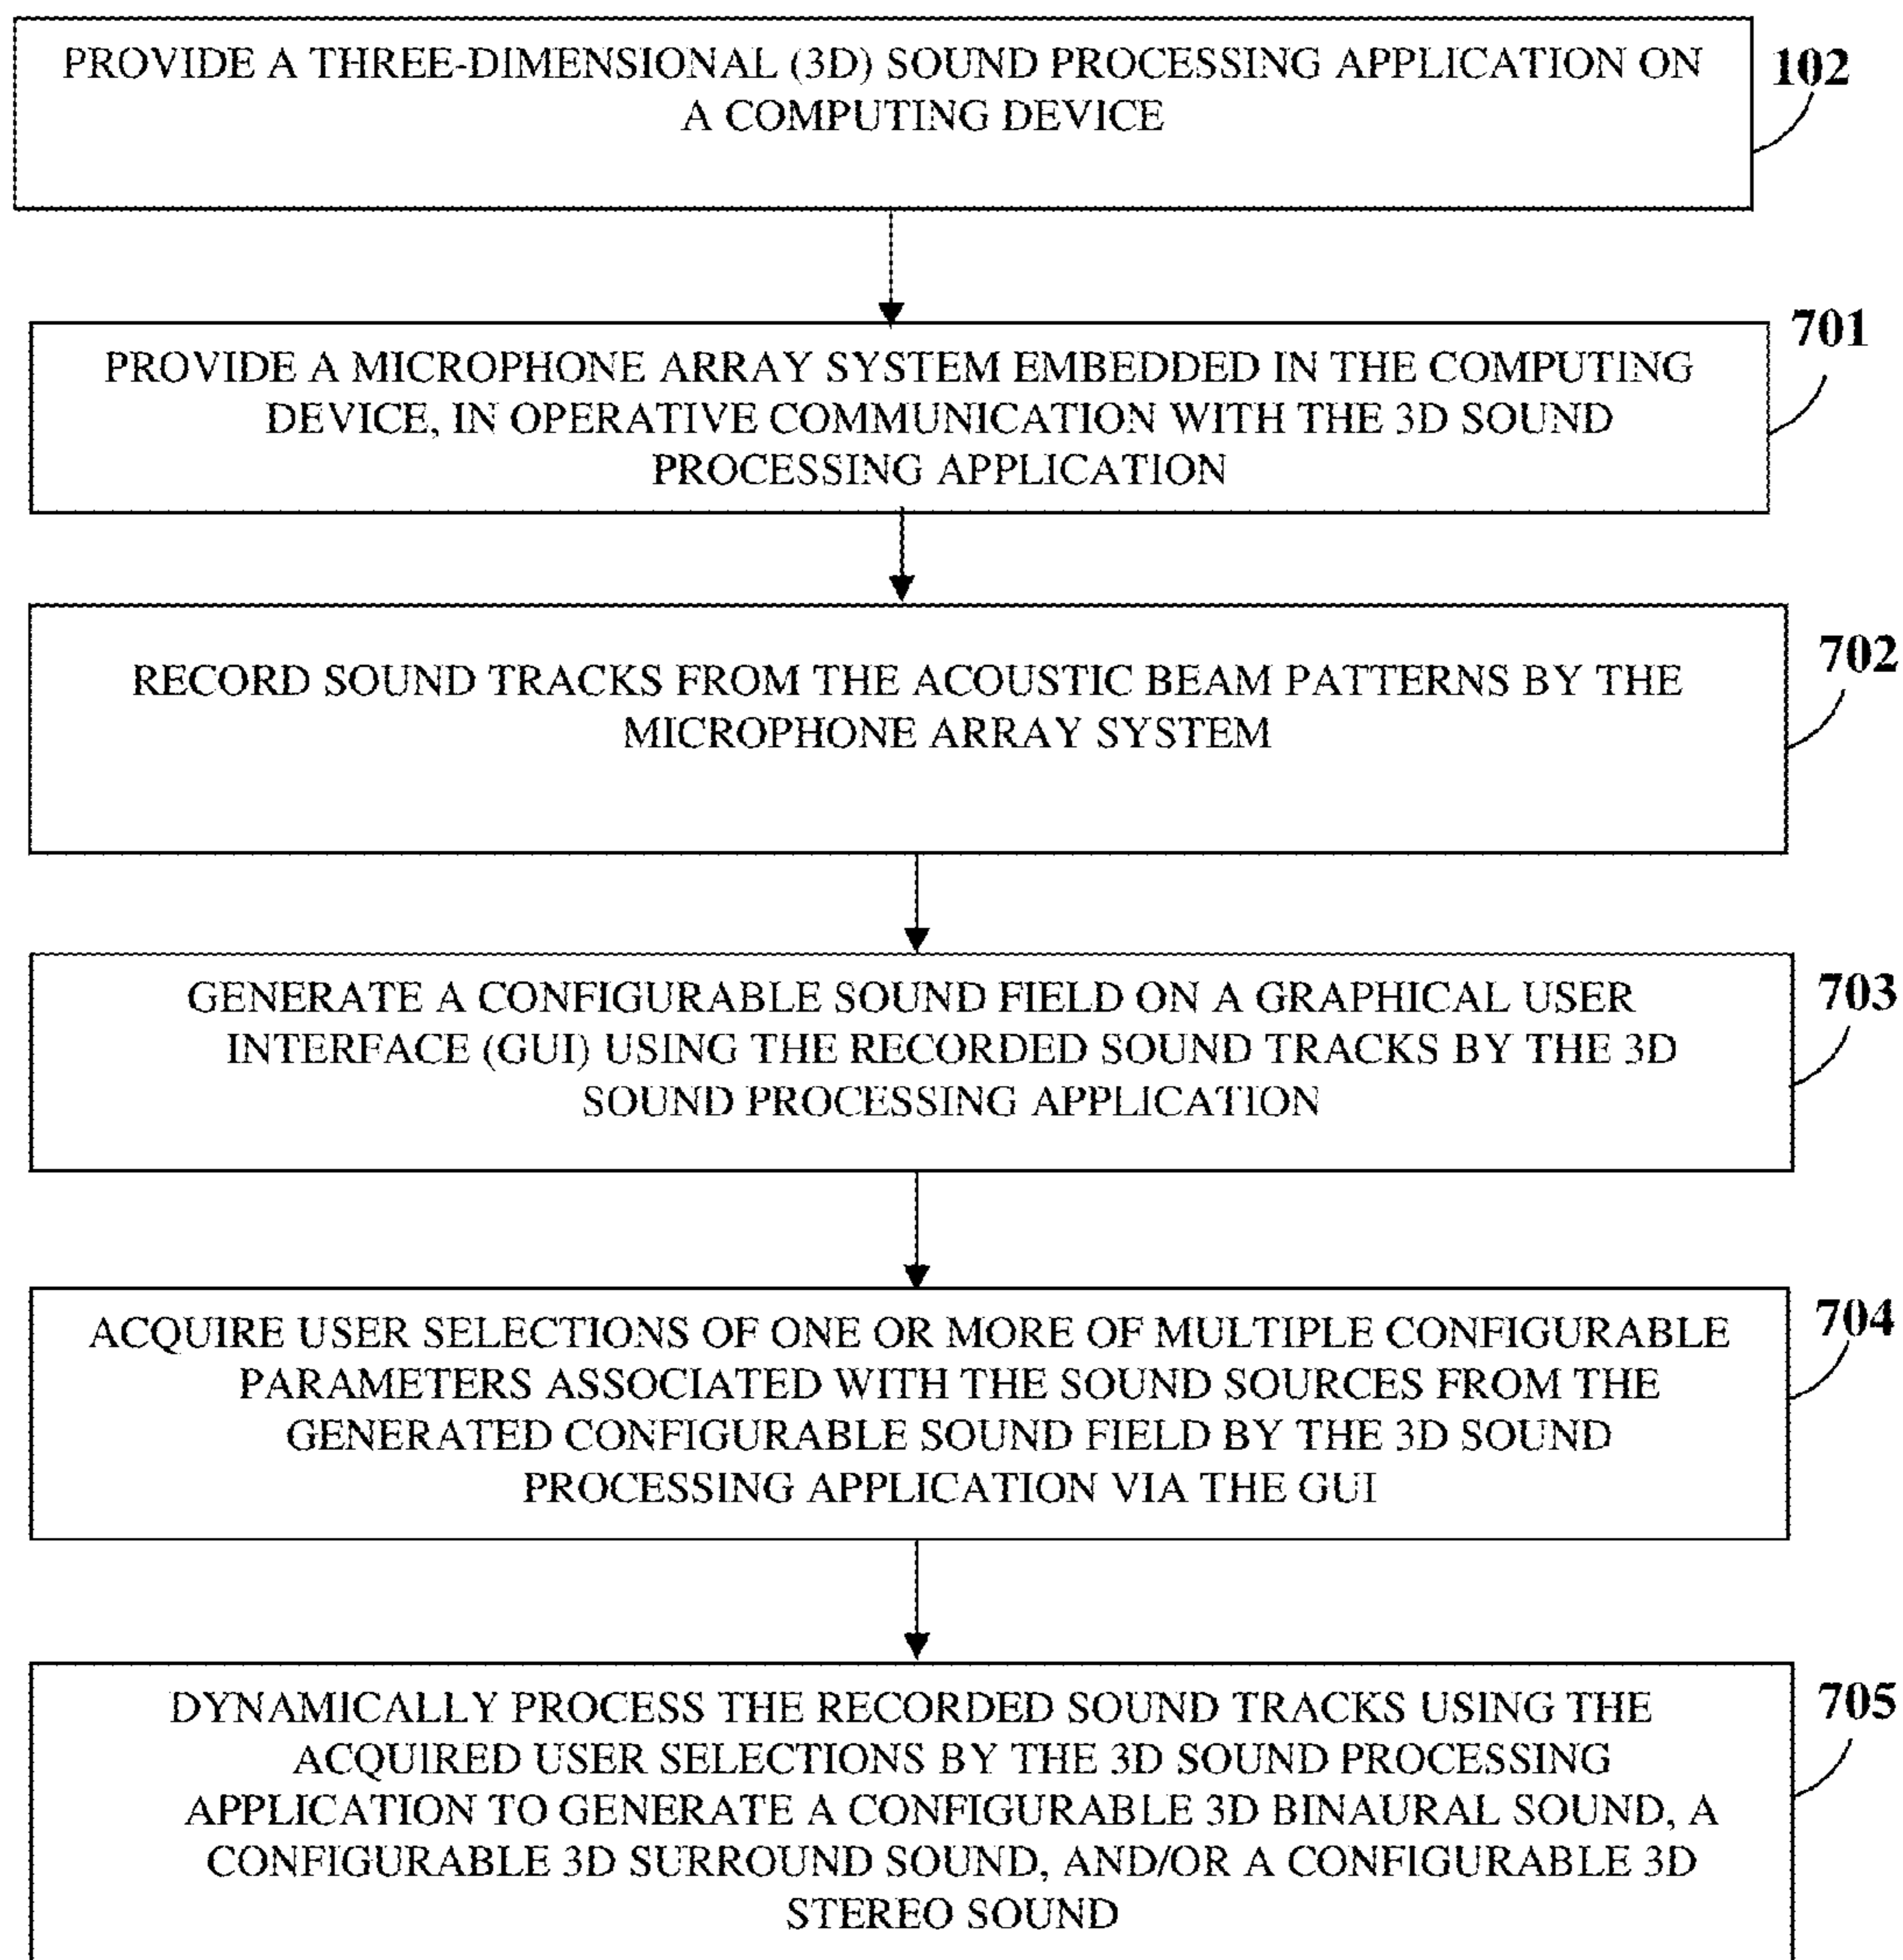 PROVIDE A THREE-DIMENSIONAL (3D) SOUND PROCESSING APPLICATION ON
A COMPUTING DEVICE
102
PROVIDE A MICROPHONE ARRAY SYSTEM EMBEDDED IN THE COMPUTING
DEVICE, IN OPERATIVE COMMUNICATION WITH THE 3D SOUND
PROCESSING APPLICATION
701
RECORD SOUND TRACKS FROM THE ACOUSTIC BEAM PATTERNS BY THE
MICROPHONE ARRAY SYSTEM
702
GENERATE A CONFIGURABLE SOUND FIELD ON A GRAPHICAL USER
INTERFACE (GUI) USING THE RECORDED SOUND TRACKS BY THE 3D
SOUND PROCESSING APPLICATION
703
ACQUIRE USER SELECTIONS OF ONE OR MORE OF MULTIPLE CONFIGURABLE
PARAMETERS ASSOCIATED WITH THE SOUND SOURCES FROM THE
GENERATED CONFIGURABLE SOUND FIELD BY THE 3D SOUND
PROCESSING APPLICATION VIA THE GUI
704
DYNAMICALLY PROCESS THE RECORDED SOUND TRACKS USING THE
ACQUIRED USER SELECTIONS BY THE 3D SOUND PROCESSING
APPLICATION TO GENERATE A CONFIGURABLE 3D BINAURAL SOUND, A
CONFIGURABLE 3D SURROUND SOUND, AND/OR A CONFIGURABLE 3D
STEREO SOUND
705